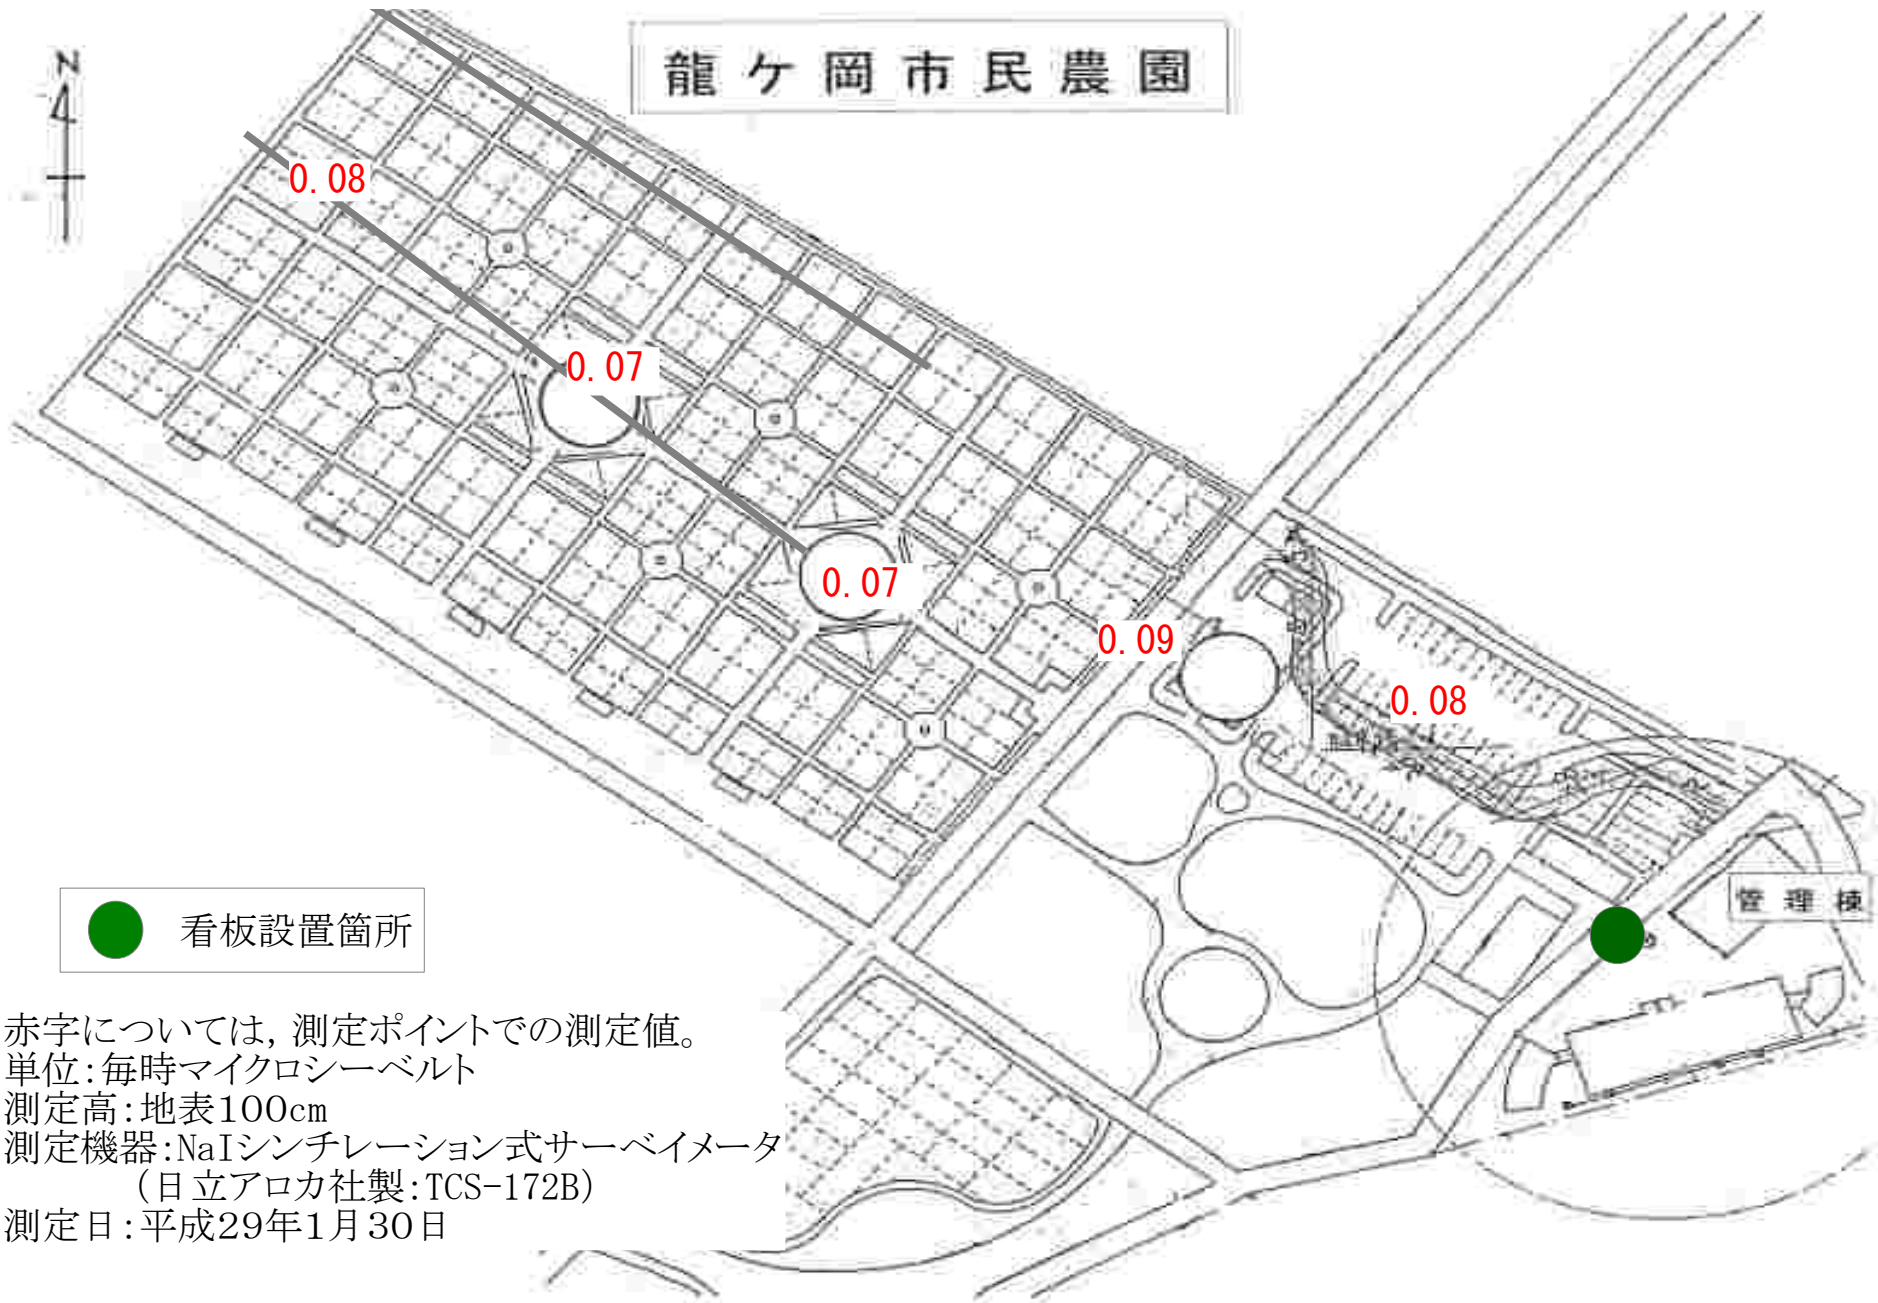 龍ケ岡市民農園
N
0.08
0.07
0.07
0.09
0.08
管理棟
看板設置箇所
赤字については，測定ポイントでの測定値。
単位：毎時マイクロシーベルト
測定高：地表100cm
測定機器：NaIシンチレーション式サーベイメータ
（日立アロカ社製：TCS-172B）
測定日：平成29年1月30日